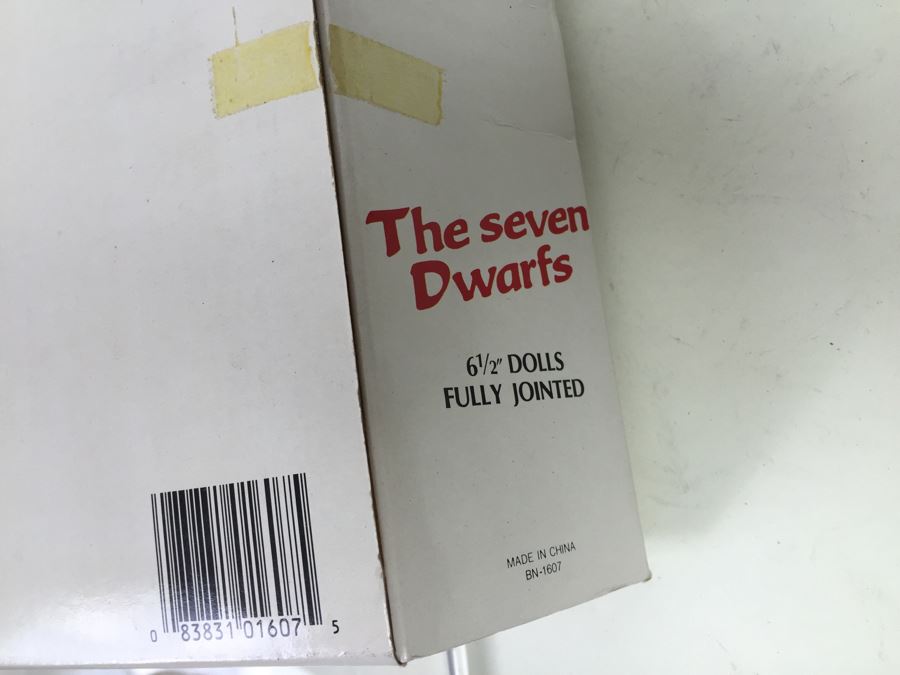 The seven
Dwarfs
6½″ DOLLS
FULLY JOINTED
MADE IN CHINA
BN-1607
0 83831 01607 5